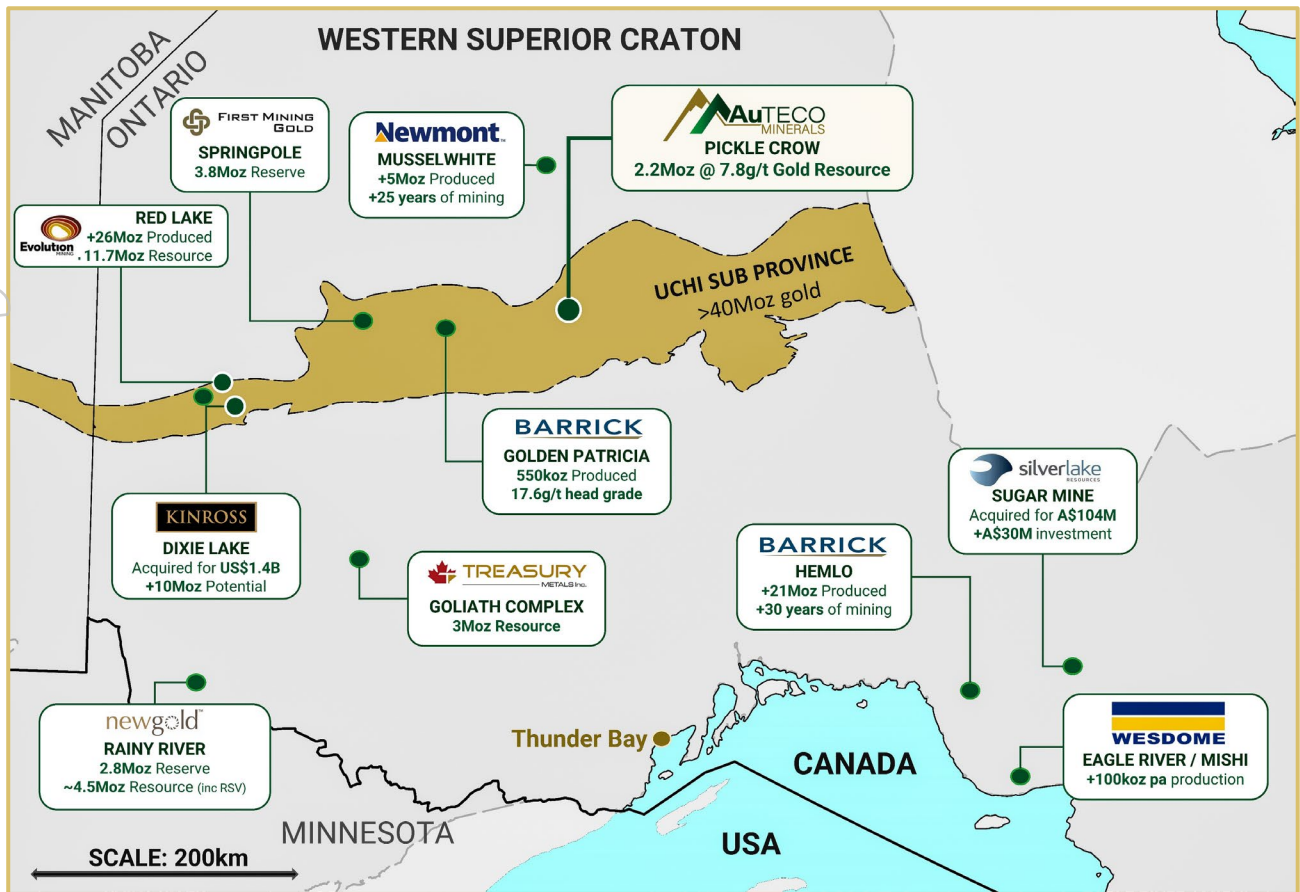 WESTERN SUPERIOR CRATON
MANITOBA
ONTARIO
FIRST MINING
GOLD
SPRINGPOLE
3.8Moz Reserve
Newmont™
MUSSELWHITE
+5Moz Produced
+25 years of mining
AuTECO
MINERALS
PICKLE CROW
2.2Moz @ 7.8g/t Gold Resource
Evolution
MINING
RED LAKE
+26Moz Produced
11.7Moz Resource
UCHI SUB PROVINCE
>40Moz gold
BARRICK
GOLDEN PATRICIA
550koz Produced
17.6g/t head grade
silverlake
RESOURCES
SUGAR MINE
Acquired for A$104M
+A$30M investment
KINROSS
DIXIE LAKE
Acquired for US$1.4B
+10Moz Potential
BARRICK
HEMLO
+21Moz Produced
+30 years of mining
TREASURY
METALS Inc.
GOLIATH COMPLEX
3Moz Resource
newgold™
RAINY RIVER
2.8Moz Reserve
~4.5Moz Resource (inc RSV)
WESDOME
EAGLE RIVER / MISHI
+100koz pa production
Thunder Bay
CANADA
MINNESOTA
USA
SCALE: 200km